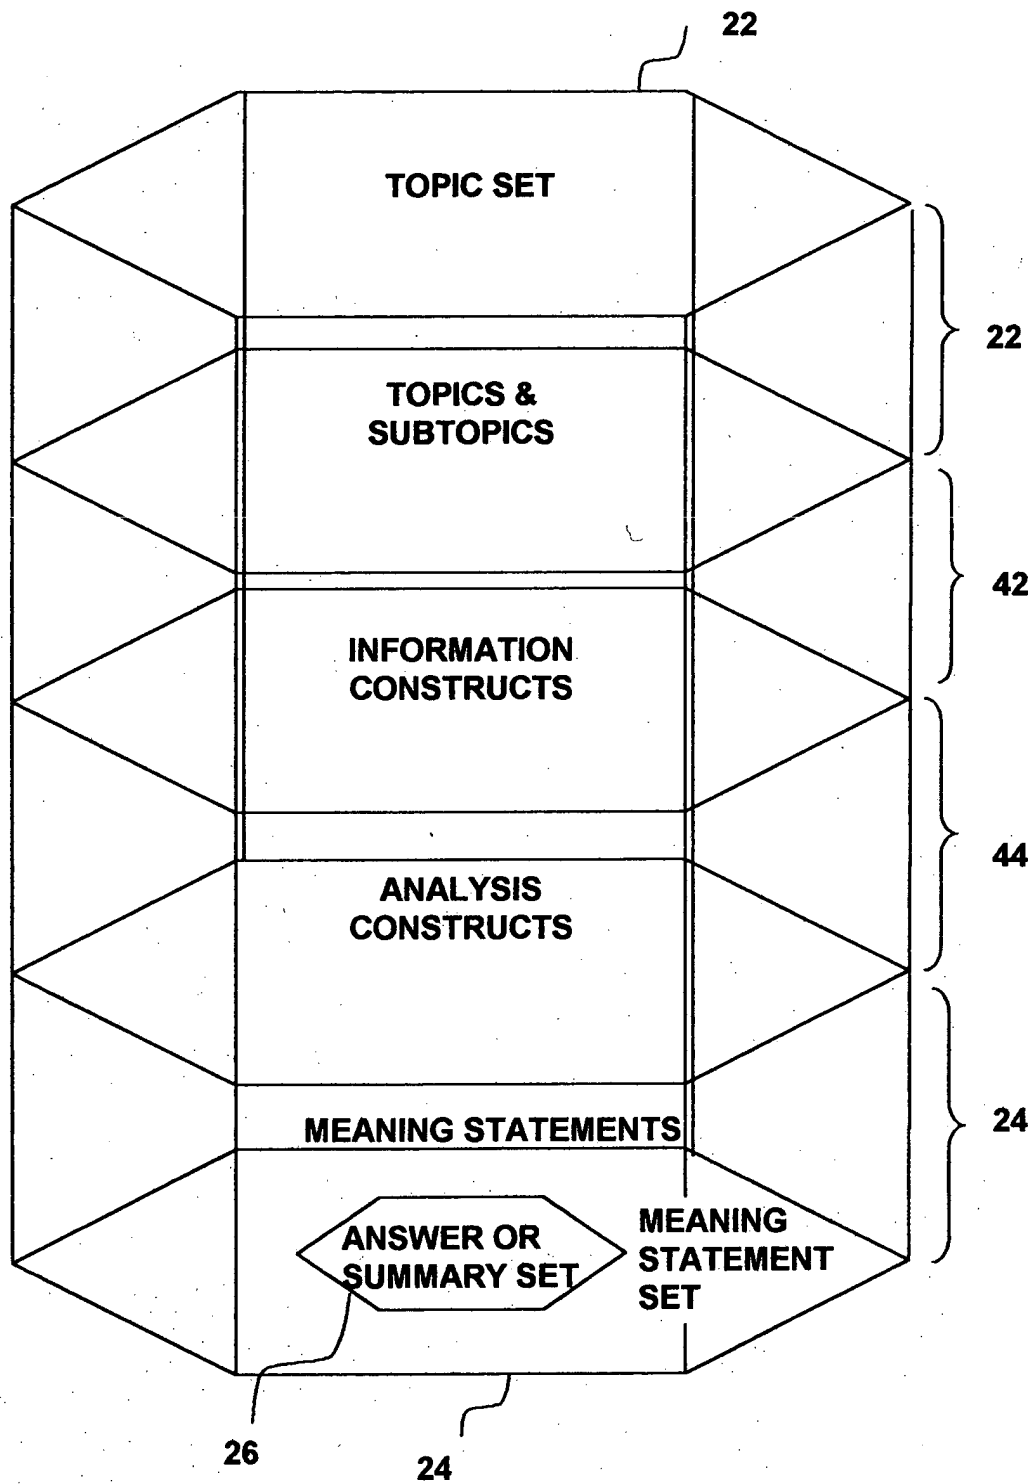 22
TOPIC SET
22
TOPICS &
SUBTOPICS
42
INFORMATION
CONSTRUCTS
44
ANALYSIS
CONSTRUCTS
24
MEANING STATEMENTS
ANSWER OR
SUMMARY SET
MEANING
STATEMENT
SET
26
24